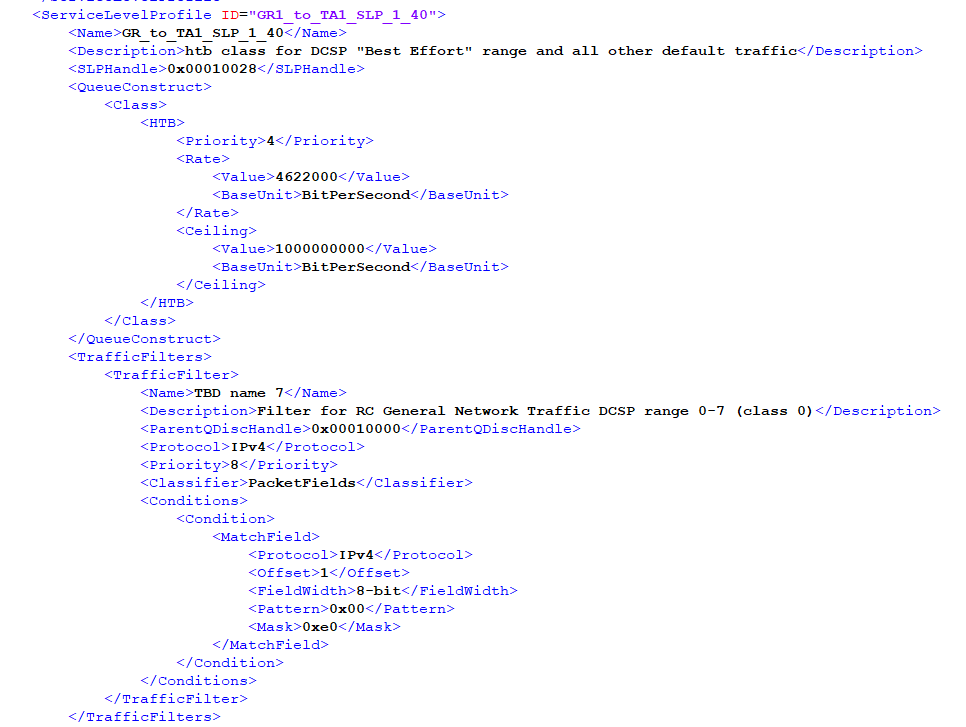 <ServiceLevelProfile ID="GR1_to_TA1_SLP_1_40">
<Name>GR_to_TA1_SLP_1_40</Name>
<Description>htb class for DCSP "Best Effort" range and all other default traffic</Description>
<SLPHandle>0x00010028</SLPHandle>
<QueueConstruct>
<Class>
<HTB>
<Priority>4</Priority>
<Rate>
<Value>4622000</Value>
<BaseUnit>BitPerSecond</BaseUnit>
</Rate>
<Ceiling>
<Value>1000000000</Value>
<BaseUnit>BitPerSecond</BaseUnit>
</Ceiling>
</HTB>
</Class>
</QueueConstruct>
<TrafficFilters>
<TrafficFilter>
<Name>TBD name 7</Name>
<Description>Filter for RC General Network Traffic DCSP range 0-7 (class 0)</Description>
<ParentQDiscHandle>0x00010000</ParentQDiscHandle>
<Protocol>IPv4</Protocol>
<Priority>8</Priority>
<Classifier>PacketFields</Classifier>
<Conditions>
<Condition>
<MatchField>
<Protocol>IPv4</Protocol>
<Offset>1</Offset>
<FieldWidth>8-bit</FieldWidth>
<Pattern>0x00</Pattern>
<Mask>0xe0</Mask>
</MatchField>
</Condition>
</Conditions>
</TrafficFilter>
</TrafficFilters>